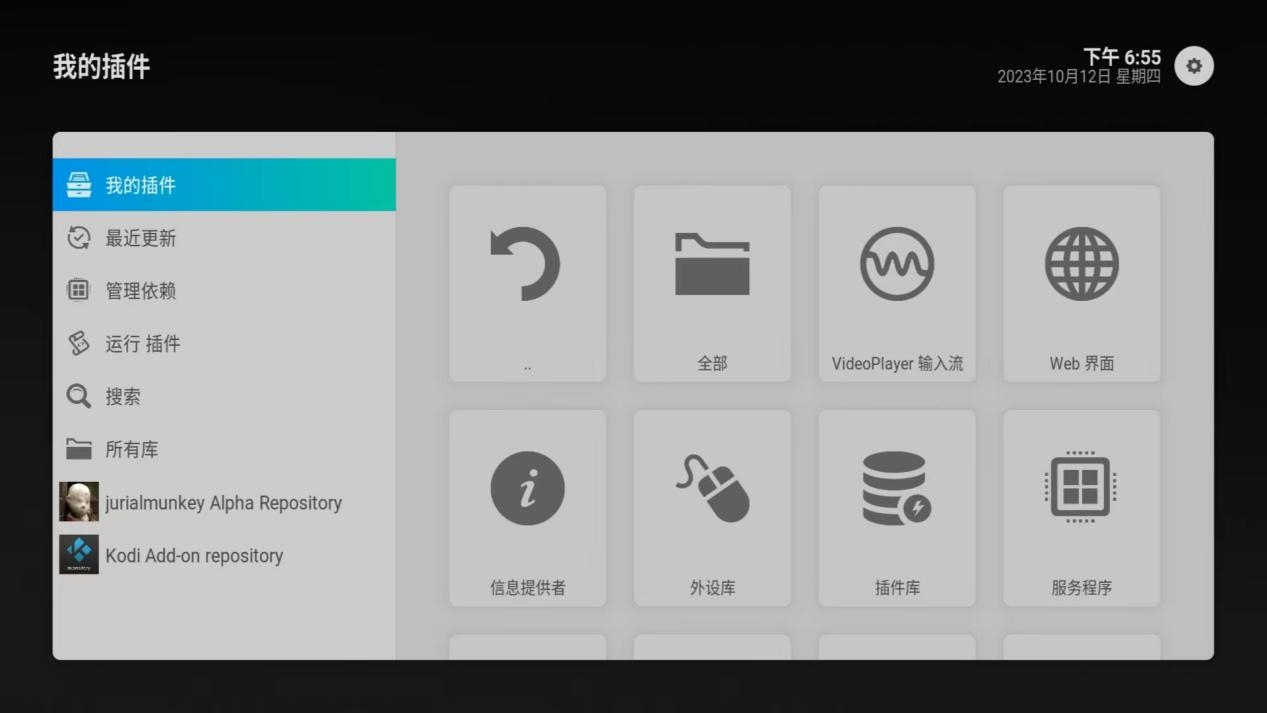 我的插件
下午 6:55
2023年10月12日 星期四
我的插件
最近更新
管理依赖
运行 插件
搜索
所有库
jurialmunkey Alpha Repository
Kodi Add-on repository
..
全部
VideoPlayer 输入流
Web 界面
信息提供者
外设库
插件库
服务程序